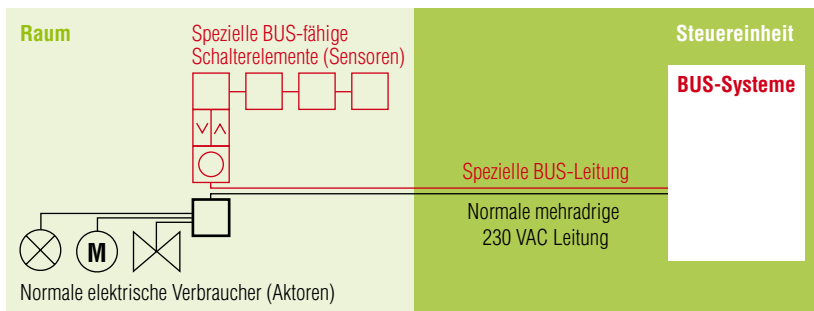 Raum
Spezielle BUS-fähige
Schalterelemente (Sensoren)
Steuereinheit
BUS-Systeme
Spezielle BUS-Leitung
Normale mehradrige
230 VAC Leitung
M
Normale elektrische Verbraucher (Aktoren)